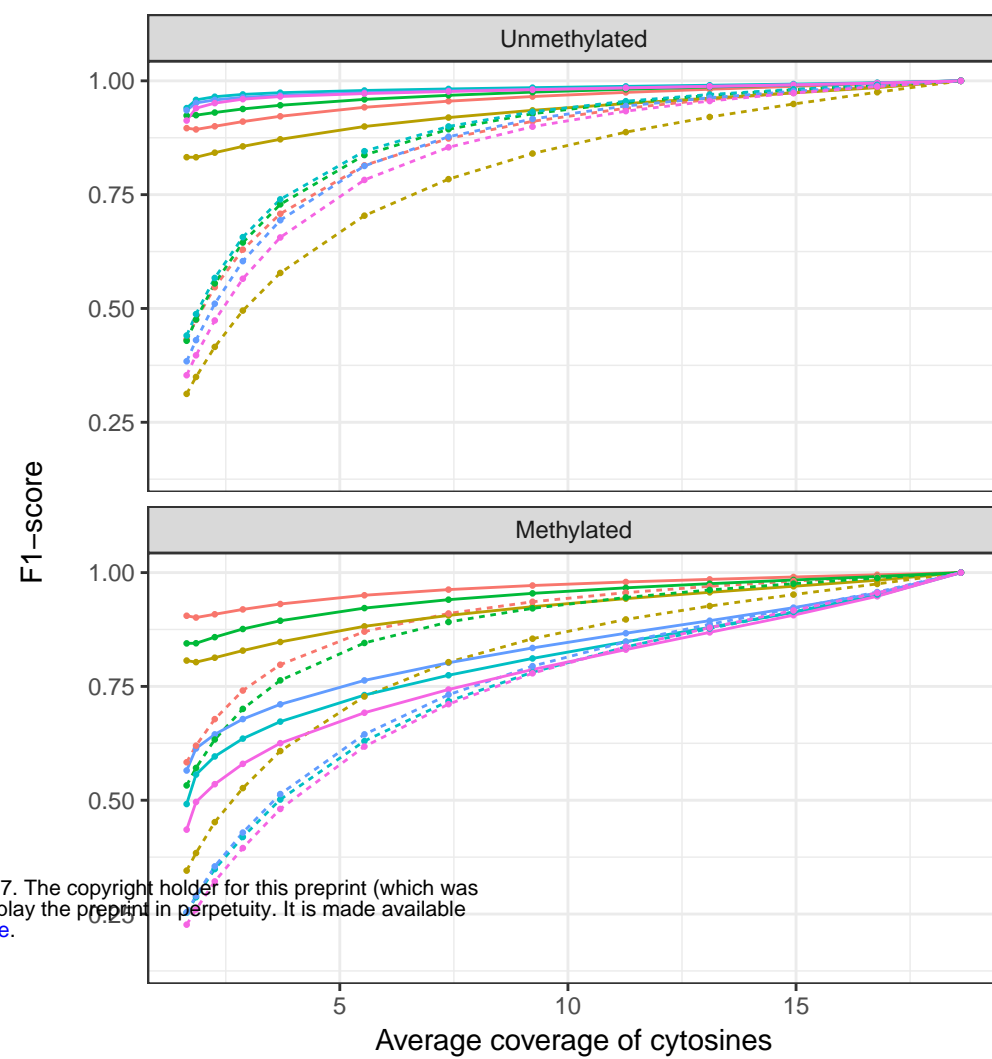 Unmethylated
1.00
0.75
0.50
0.25
F1−score
Methylated
1.00
0.75
0.50
7. The copyright holder for this preprint (which was
play the preprint in perpetuity. It is made available
0.25
e.
5 10 15
Average coverage of cytosines